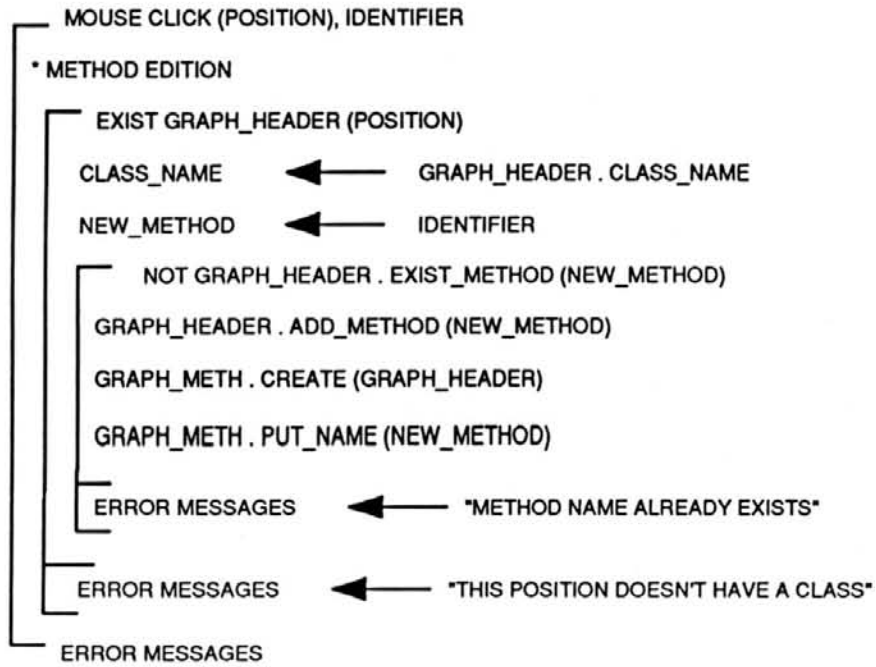 MOUSE CLICK (POSITION), IDENTIFIER
* METHOD EDITION
EXIST GRAPH_HEADER (POSITION)
CLASS_NAME GRAPH_HEADER . CLASS_NAME
NEW_METHOD IDENTIFIER
NOT GRAPH_HEADER . EXIST_METHOD (NEW_METHOD)
GRAPH_HEADER . ADD_METHOD (NEW_METHOD)
GRAPH_METH . CREATE (GRAPH_HEADER)
GRAPH_METH . PUT_NAME (NEW_METHOD)
ERROR MESSAGES "METHOD NAME ALREADY EXISTS"
ERROR MESSAGES "THIS POSITION DOESN'T HAVE A CLASS"
ERROR MESSAGES